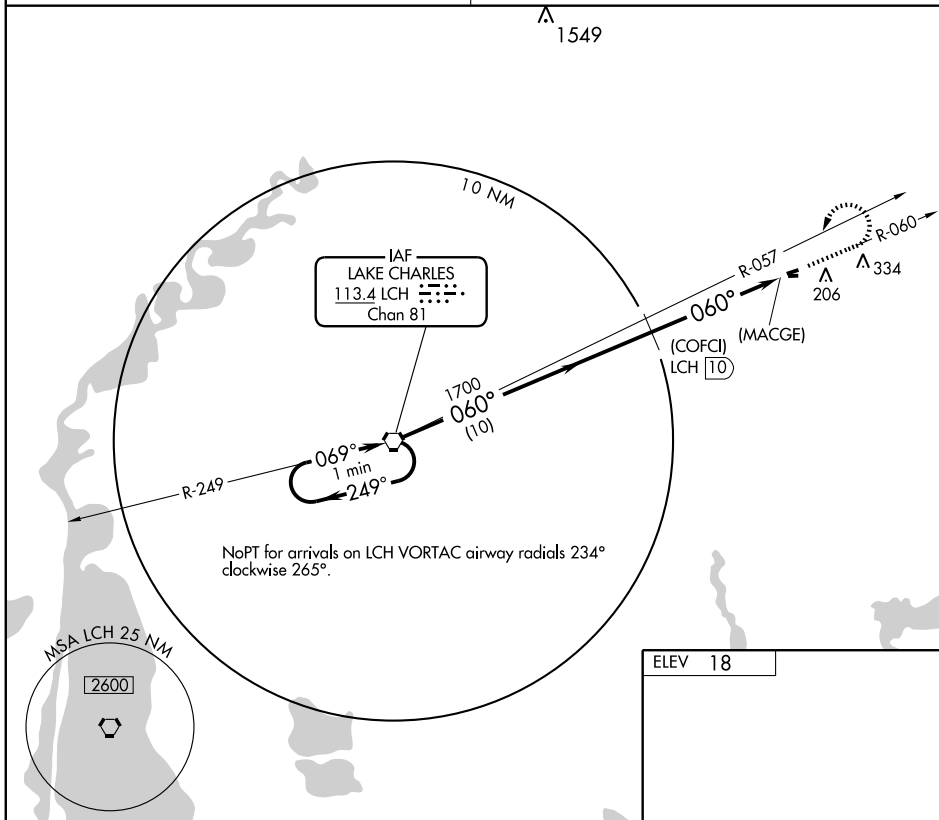 1549
10 NM
IAF
LAKE CHARLES
113.4 LCH
Chan 81
R-057
R-060
334
206
060°
(MACGE)
(COFCI)
LCH 10
1700
060°
(10)
069°
1 min
249°
R-249
NoPT for arrivals on LCH VORTAC airway radials 234°
clockwise 265°.
MSA LCH 25 NM
2600
ELEV 18